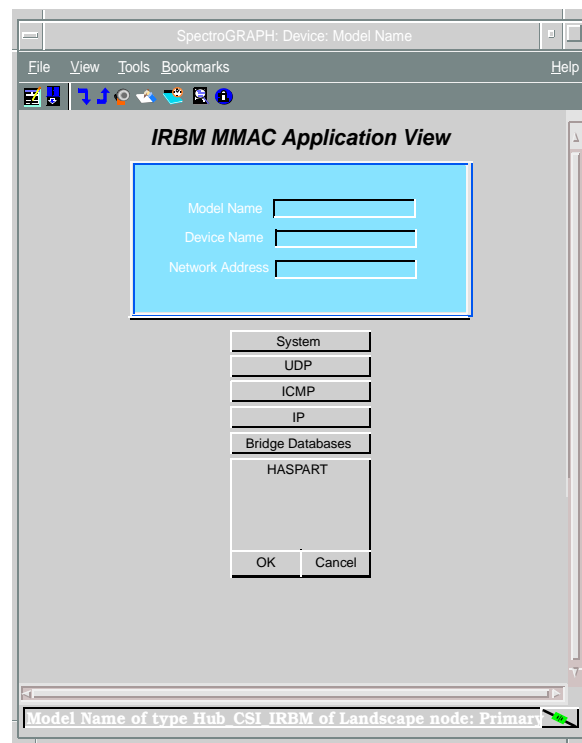 SpectroGRAPH: Device: Model Name
File View Tools Bookmarks Help
IRBM MMAC Application View
Model Name
Device Name
Network Address
System
UDP
ICMP
IP
Bridge Databases
HASPART
OK Cancel
Model Name of type Hub_CSI_IRBM of Landscape node: Primary